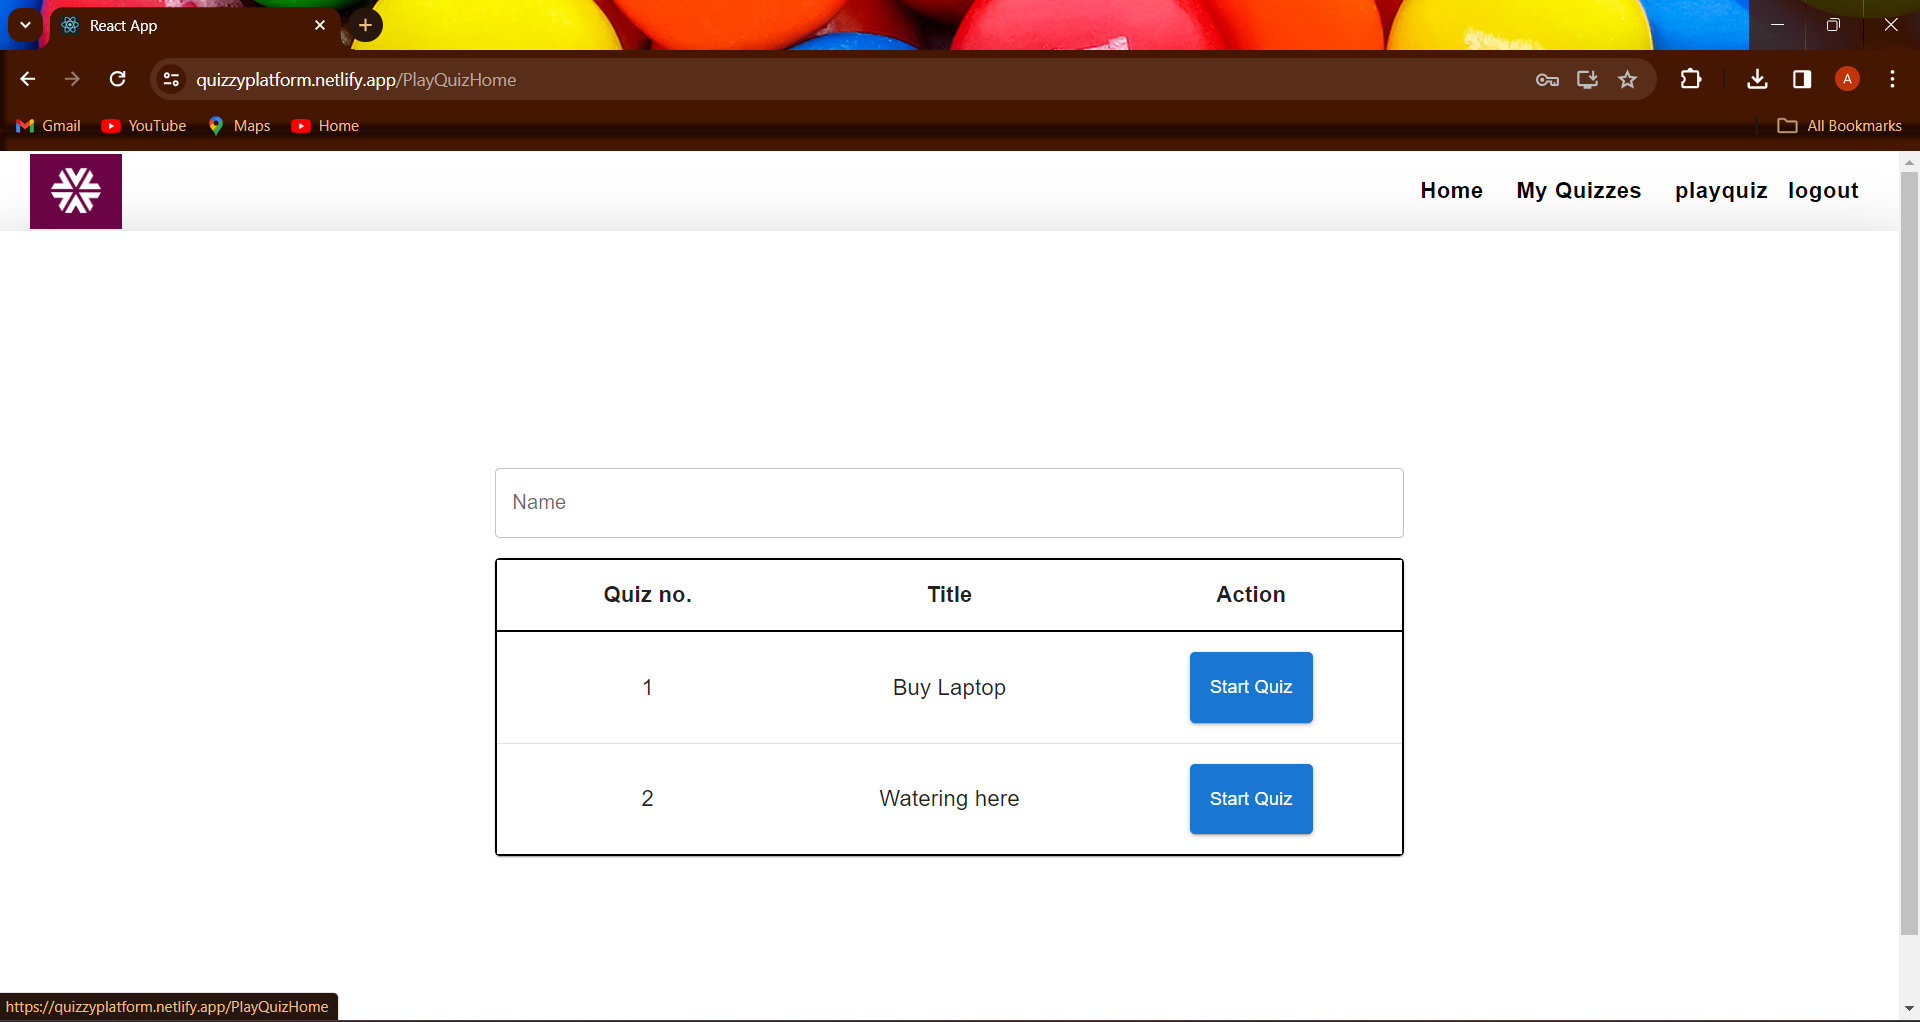 React App
quizzyplatform.netlify.app/PlayQuizHome
A
Gmail YouTube Maps Home All Bookmarks
Home My Quizzes playquiz logout
Name
Quiz no. Title Action
1 Buy Laptop Start Quiz
2 Watering here Start Quiz
https://quizzyplatform.netlify.app/PlayQuizHome